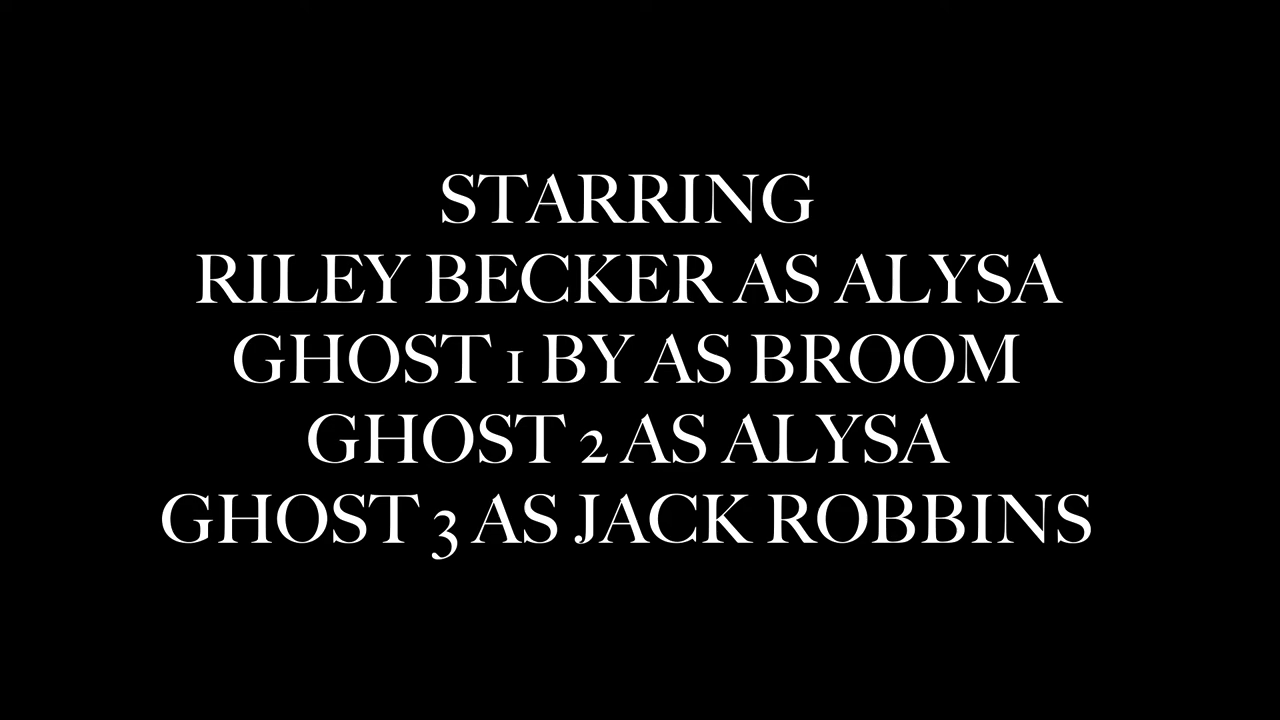 STARRING
RILEY BECKER AS ALYSA
GHOST 1 BY AS BROOM
GHOST 2 AS ALYSA
GHOST 3 AS JACK ROBBINS